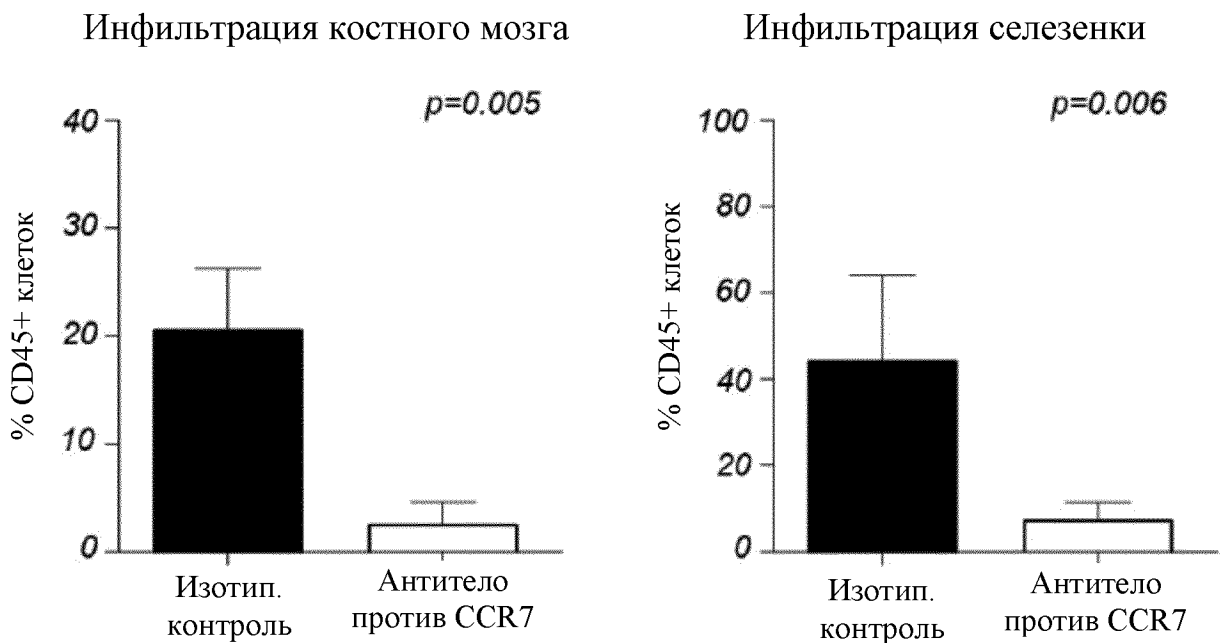 Инфильтрация костного мозга
p=0.005
40
30
20
10
0
% CD45+ клеток
Изотип.
контроль
Антитело
против CCR7
Инфильтрация селезенки
p=0.006
100
80
60
40
20
0
% CD45+ клеток
Изотип.
контроль
Антитело
против CCR7